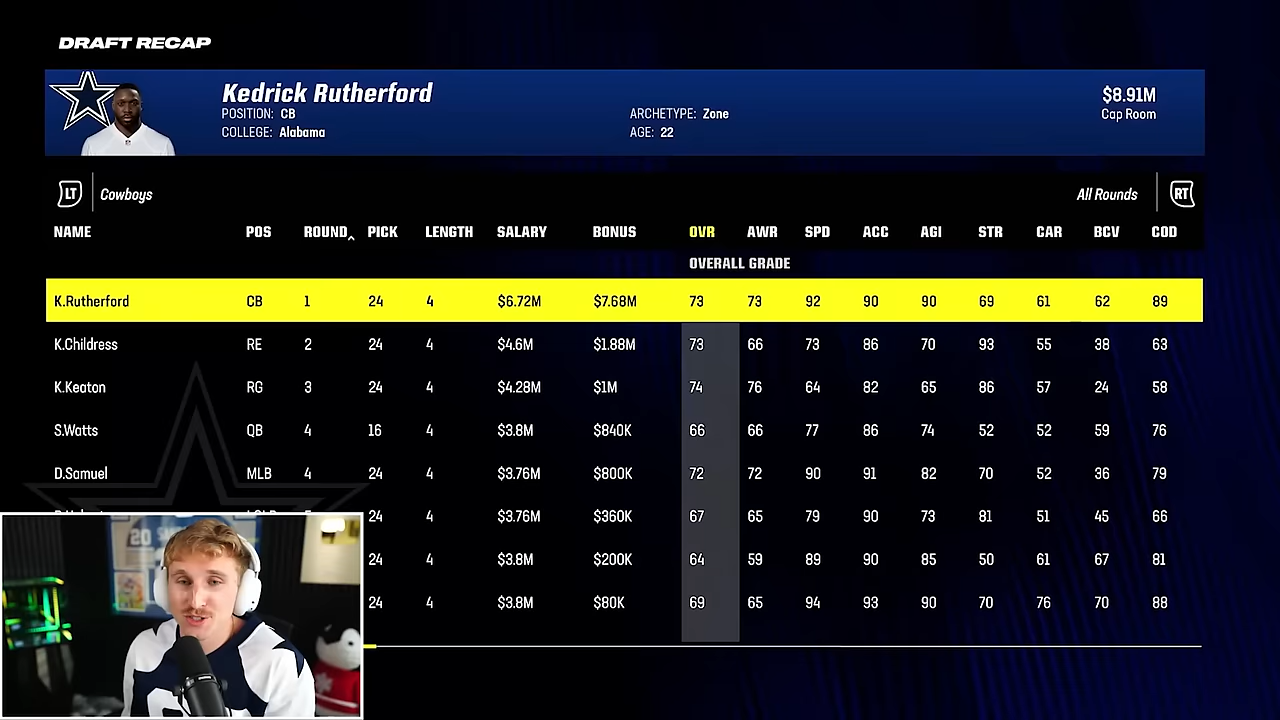 DRAFT RECAP
Kedrick Rutherford
POSITION: CB
COLLEGE: Alabama
ARCHETYPE: Zone
AGE: 22
$8.91M
Cap Room
LT Cowboys
All Rounds RT
NAME POS ROUND PICK LENGTH SALARY BONUS OVR AWR SPD ACC AGI STR CAR BCV COD
OVERALL GRADE
K.Rutherford CB 1 24 4 $6.72M $7.68M 73 73 92 90 90 69 61 62 89
K.Childress RE 2 24 4 $4.6M $1.88M 73 66 73 86 70 93 55 38 63
K.Keaton RG 3 24 4 $4.28M $1M 74 76 64 82 65 86 57 24 58
S.Watts QB 4 16 4 $3.8M $840K 66 66 77 86 74 52 52 59 76
D.Samuel MLB 4 24 4 $3.76M $800K 72 72 90 91 82 70 52 36 79
24 4 $3.76M $360K 67 65 79 90 73 81 51 45 66
24 4 $3.8M $200K 64 59 89 90 85 50 61 67 81
24 4 $3.8M $80K 69 65 94 93 90 70 76 70 88
20